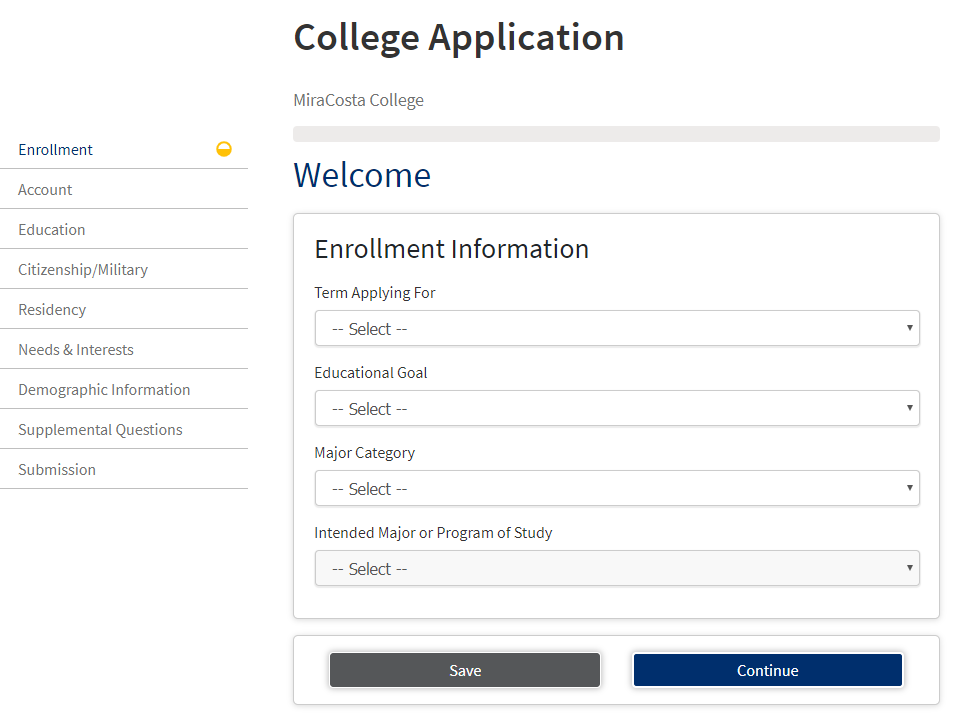 College Application
MiraCosta College
Enrollment
Account
Education
Citizenship/Military
Residency
Needs & Interests
Demographic Information
Supplemental Questions
Submission
Welcome
Enrollment Information
Term Applying For
-- Select --
Educational Goal
-- Select --
Major Category
-- Select --
Intended Major or Program of Study
-- Select --
Save Continue